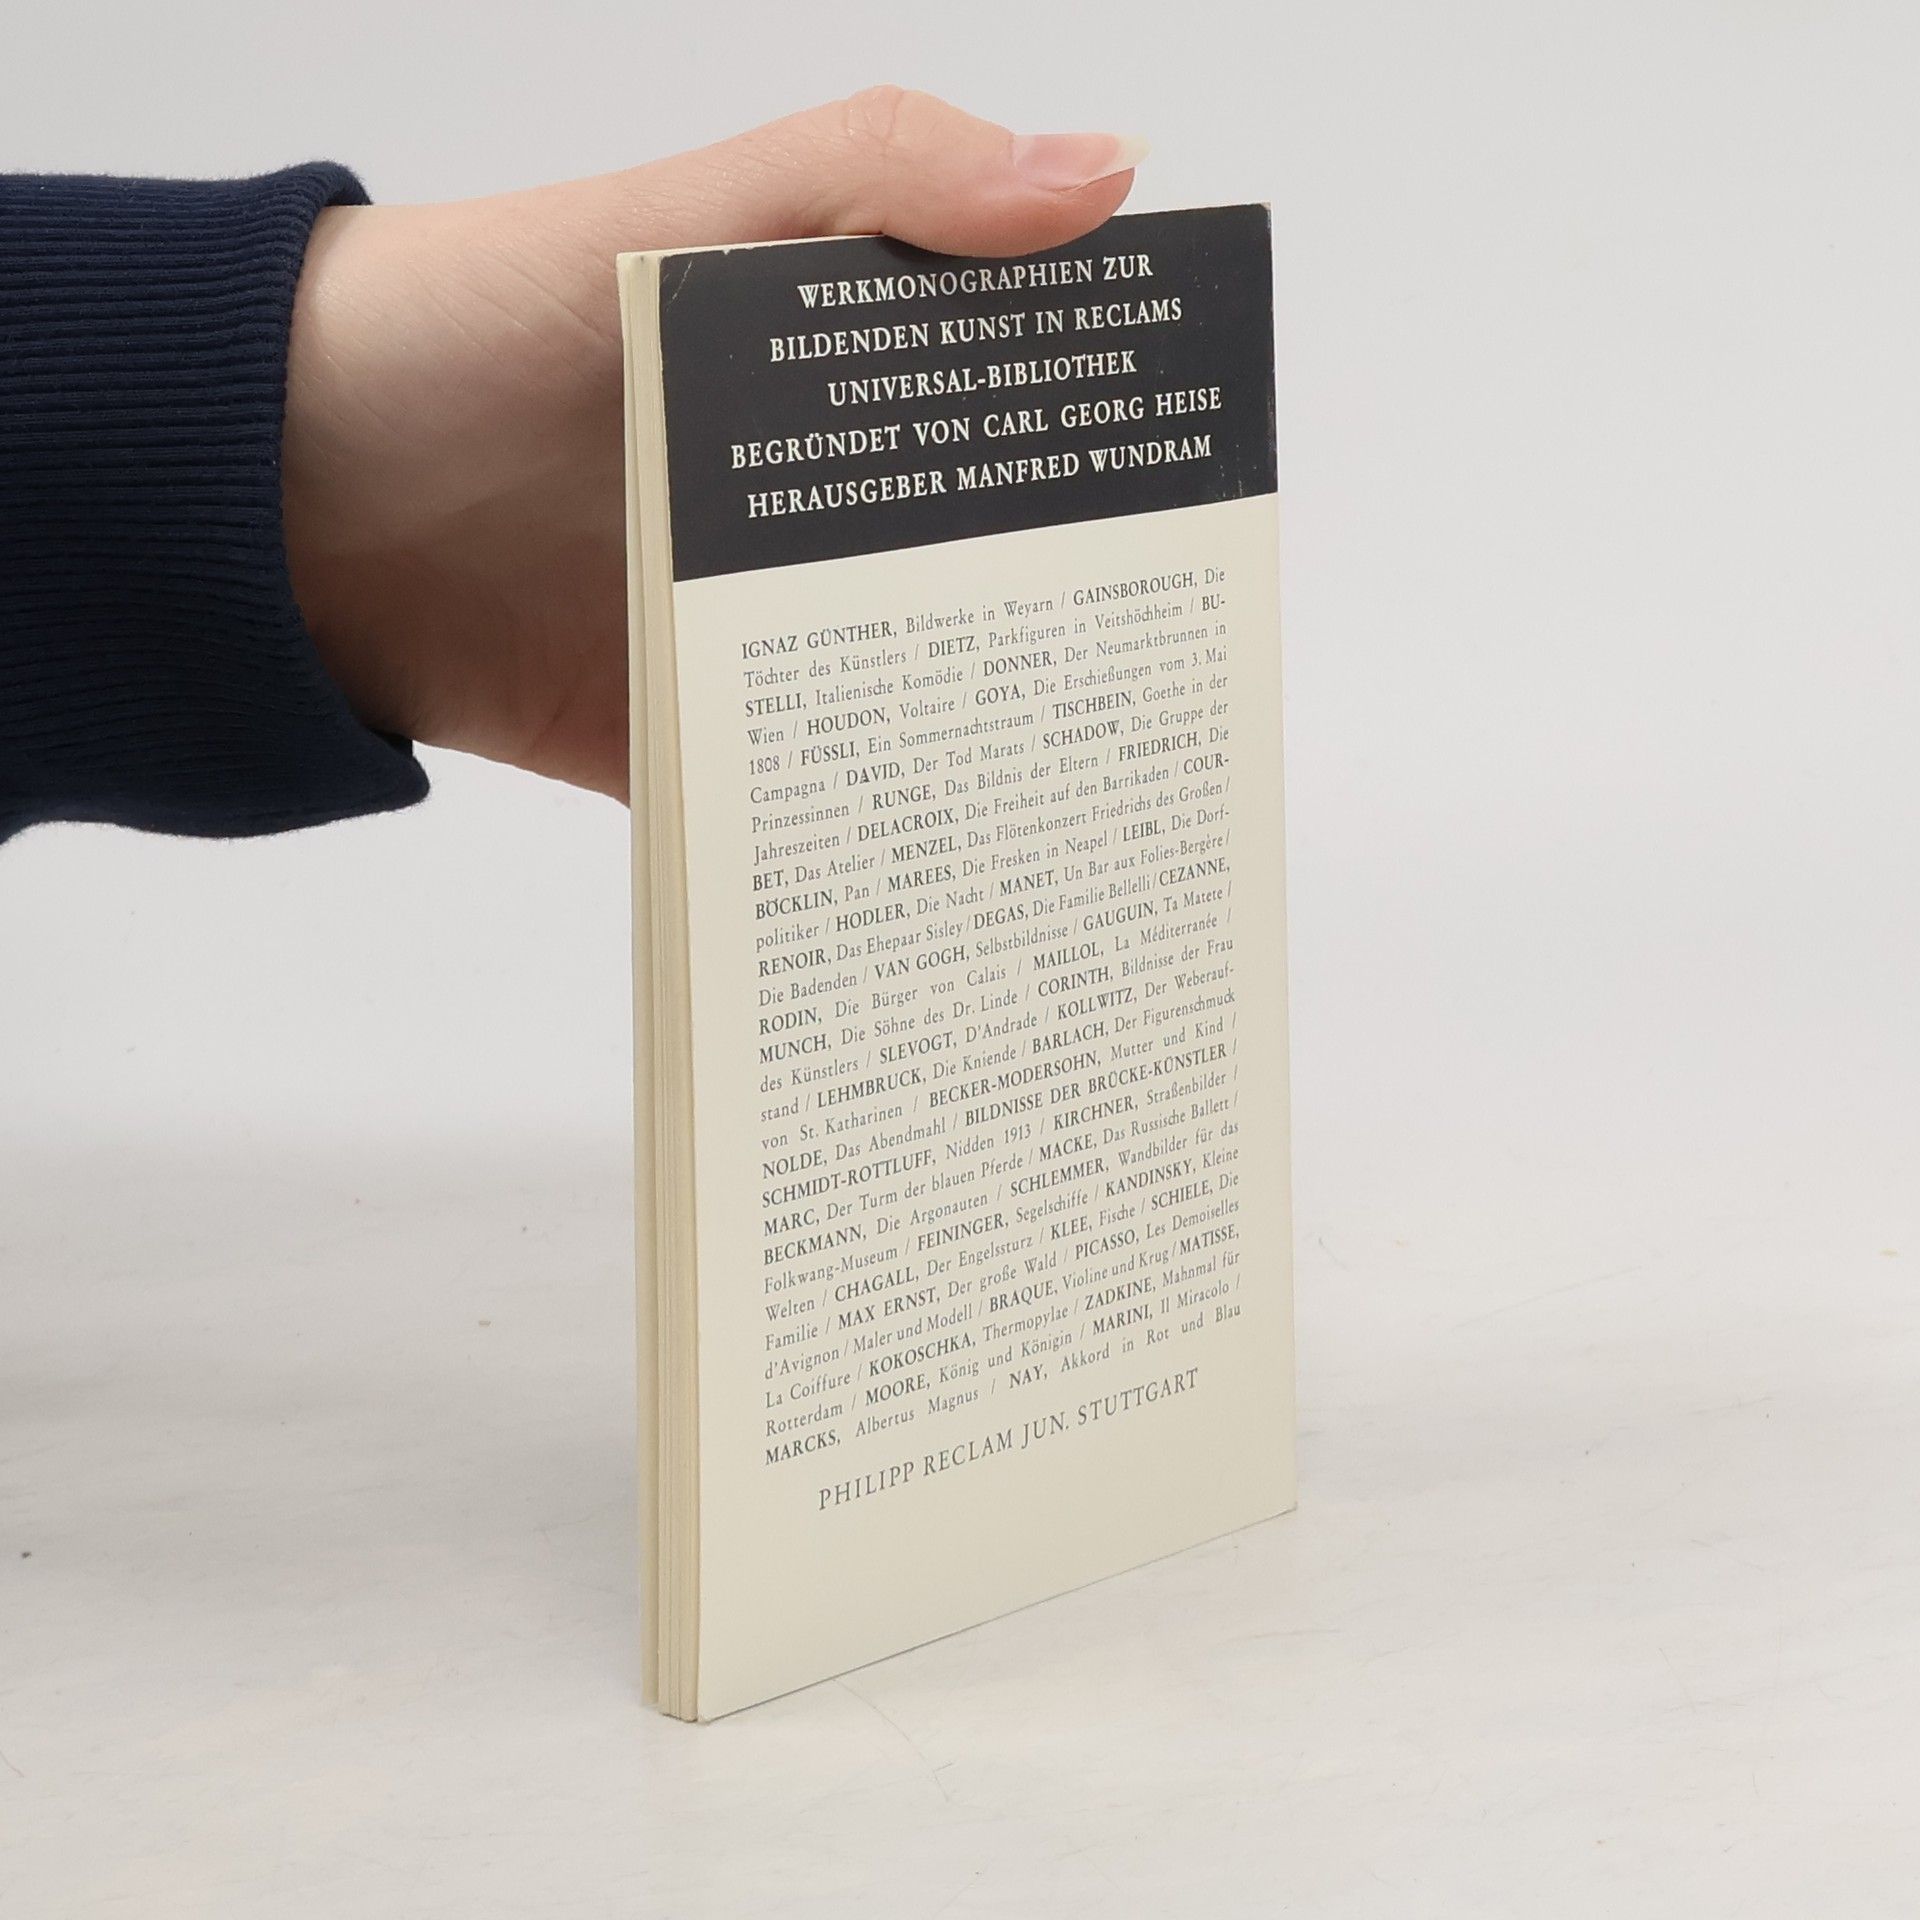 WERKMONOGRAPHIEN ZUR
BILDENDEN KUNST IN RECLAMS
UNIVERSAL-BIBLIOTHEK
BEGRÜNDET VON CARL GEORG HEISE
HERAUSGEBER MANFRED WUNDRAM
IGNAZ GÜNTHER, Bildwerke in Weyarn / GAINSBOROUGH, Die
Töchter des Künstlers / DIETZ, Parkfiguren in Veitshöchheim / BU-
STELLI, Italienische Komödie / DONNER, Der Neumarktbrunnen in
Wien / HOUDON, Voltaire / GOYA, Die Erschießungen vom 3. Mai
1808 / FÜSSLI, Ein Sommernachtstraum / TISCHBEIN, Goethe in der
Campagna / DAVID, Der Tod Marats / SCHADOW, Die Gruppe der
Prinzessinnen / RUNGE, Das Bildnis der Eltern / FRIEDRICH, Die
Jahreszeiten / DELACROIX, Die Freiheit auf den Barrikaden / COUR-
BET, Das Atelier / MENZEL, Das Flötenkonzert Friedrichs des Großen /
BÖCKLIN, Pan / MAREES, Die Fresken in Neapel / LEIBL, Die Dorf-
politiker / HODLER, Die Nacht / MANET, Un Bar aux Folies-Bergère /
RENOIR, Das Ehepaar Sisley / DEGAS, Die Familie Bellelli / CEZANNE,
Die Badenden / VAN GOGH, Selbstbildnisse / GAUGUIN, Ta Matete /
RODIN, Die Bürger von Calais / MAILLOL, La Méditerranée /
MUNCH, Die Söhne des Dr. Linde / CORINTH, Bildnisse der Frau
des Künstlers / SLEVOGT, D'Andrade / KOLLWITZ, Der Weberauf-
stand / LEHMBRUCK, Die Kniende / BARLACH, Der Figurenschmuck
von St. Katharinen / BECKER-MODERSOHN, Mutter und Kind /
NOLDE, Das Abendmahl / BILDNISSE DER BRÜCKE-KÜNSTLER /
SCHMIDT-ROTTLUFF, Nidden 1913 / KIRCHNER, Straßenbilder /
MARC, Der Turm der blauen Pferde / MACKE, Das Russische Ballett /
BECKMANN, Die Argonauten / SCHLEMMER, Wandbilder für das
Folkwang-Museum / FEININGER, Segelschiffe / KANDINSKY, Kleine
Welten / CHAGALL, Der Engelssturz / KLEE, Fische / SCHIELE, Die
Familie / MAX ERNST, Der große Wald / PICASSO, Les Demoiselles
d'Avignon / Maler und Modell / BRAQUE, Violine und Krug / MATISSE,
La Coiffure / KOKOSCHKA, Thermopylae / ZADKINE, Mahnmal für
Rotterdam / MOORE, König und Königin / MARINI, Il Miracolo /
MARCKS, Albertus Magnus / NAY, Akkord in Rot und Blau
PHILIPP RECLAM JUN. STUTTGART